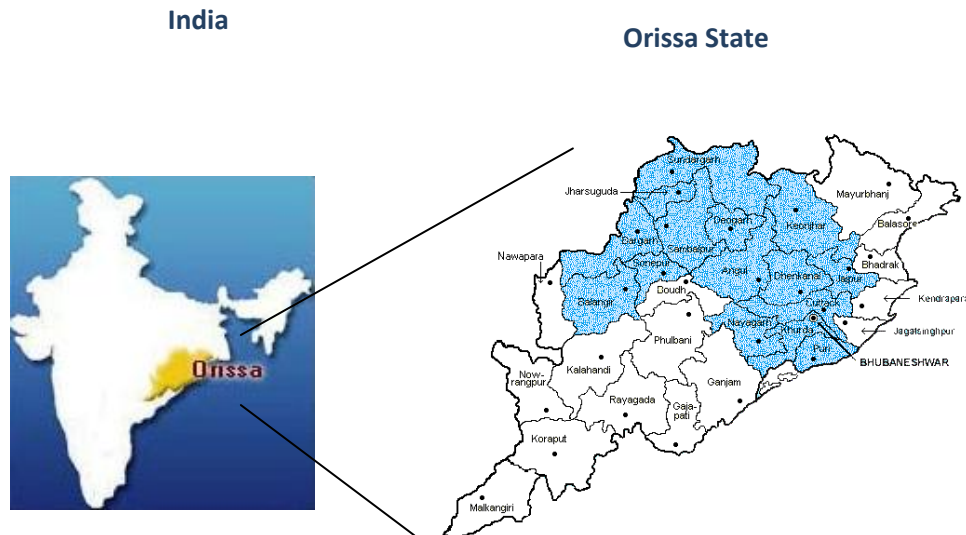 India
Orissa State
Orissa
Sundargarh
Jharsuguda
Mayurbhanj
Deogarh
Keonjhar
Balasore
Bargarh
Sambalpur
Nawapara
Sonepur
Angul
Dhenkanal
Jajpur
Bhadrak
Balangir
Boudh
Cuttack
Kendrapara
Nayagarh
Khurda
Jagatsinghpur
Phulbani
Puri
BHUBANESHWAR
Kalahandi
Now-
rangpur
Ganjam
Rayagada
Gaja-
pati
Koraput
Malkangiri